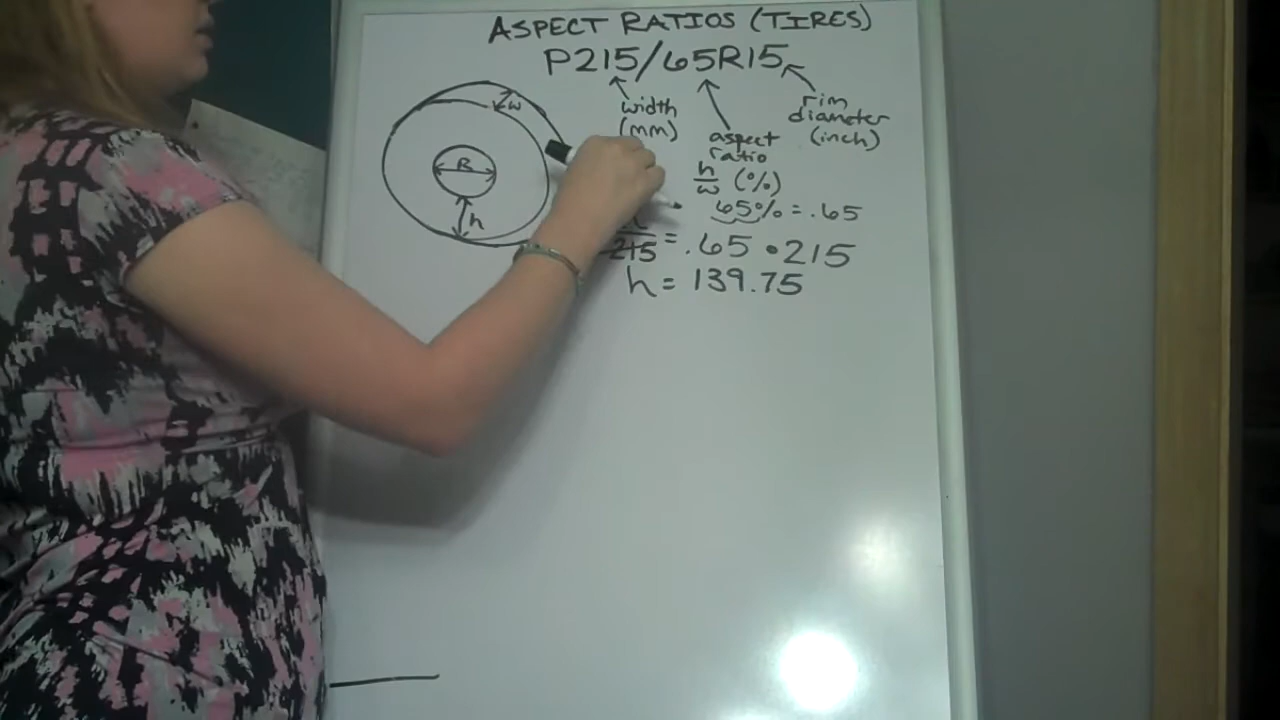 ASPECT RATIOS (TIRES)
P215/65R15
width
(mm)
aspect
ratio
h/w (%)
rim
diameter
(inch)
65% = .65
215 = .65 • 215
h = 139.75
w
R
h